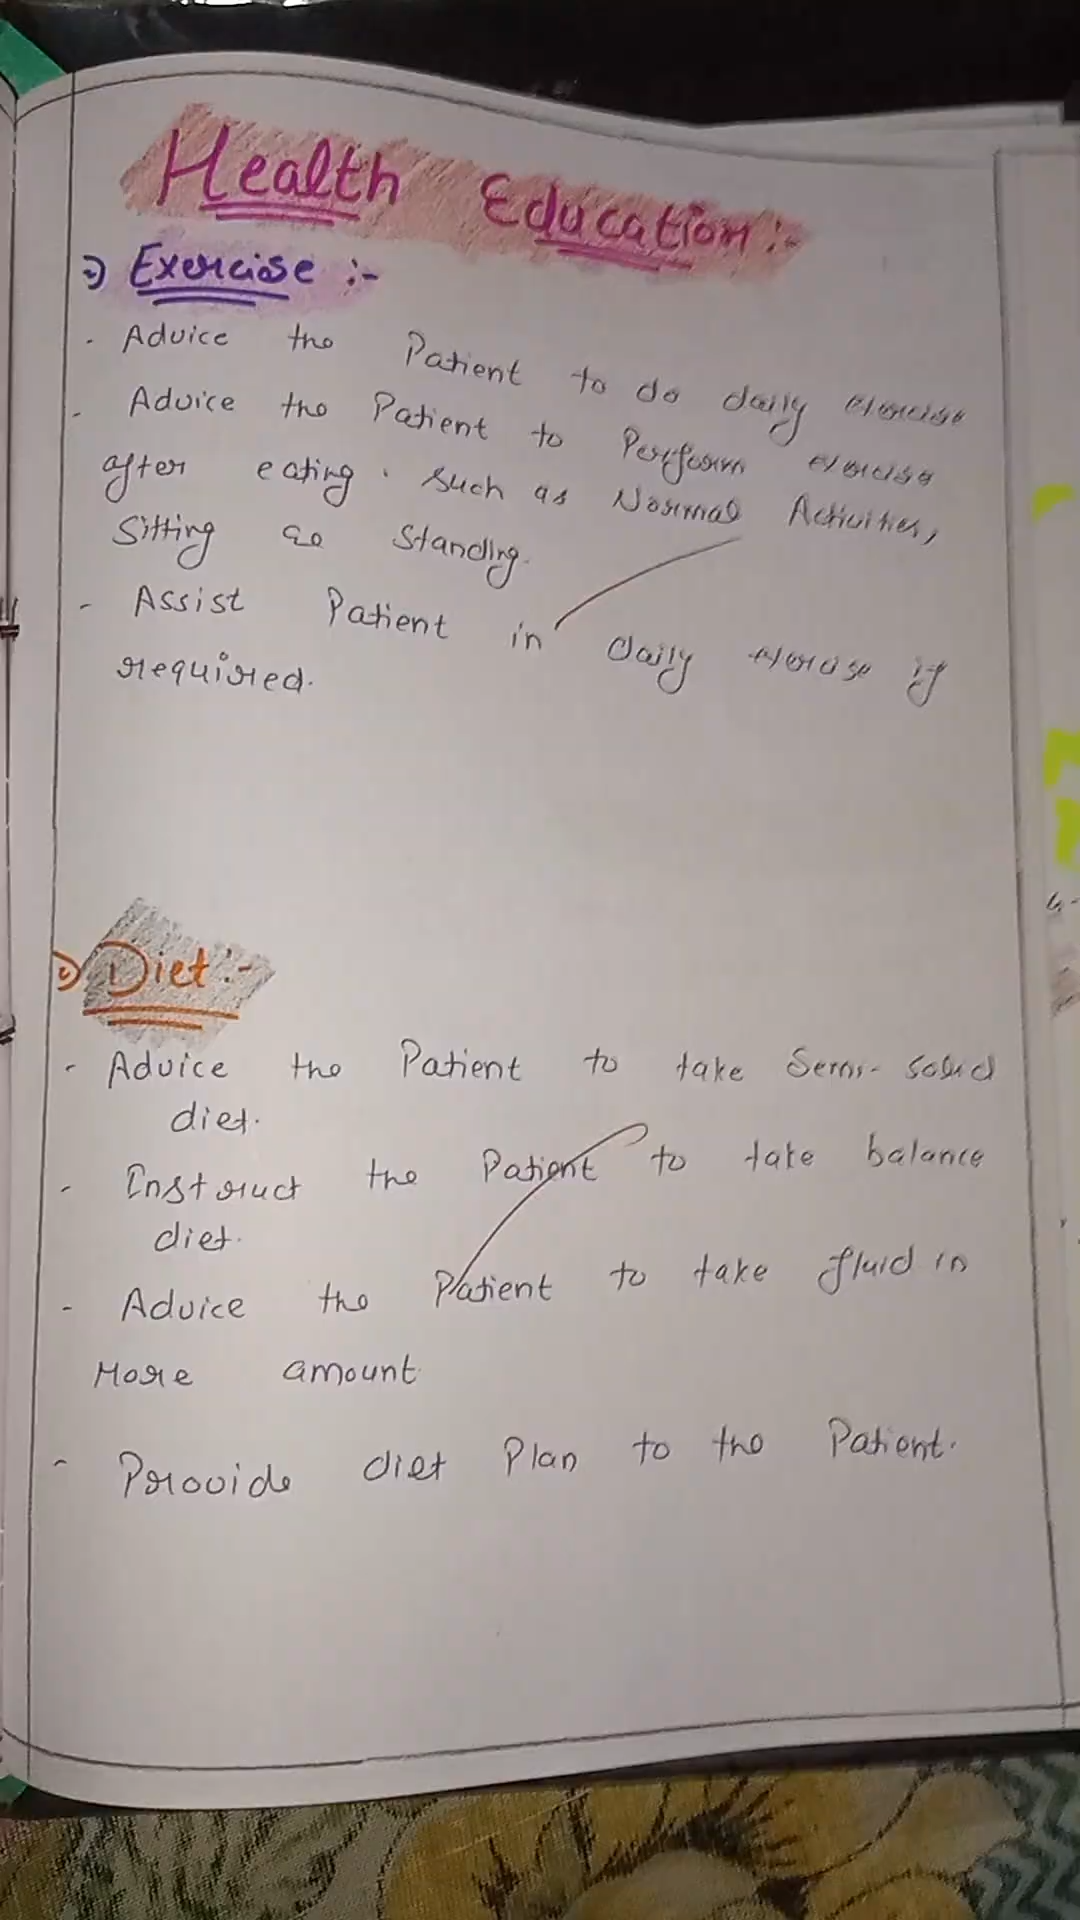 Health Education :-
Exercise :-
- Advice the Patient to do daily exercise
- Advice the Patient to Perform exercise
after eating. such as Normal Activities,
Sitting Standing.
- Assist Patient in daily exercise if
required.
Diet :-
- Advice the Patient to take Semi-solid
diet.
- Instruct the Patient to take balance
diet.
- Advice the Patient to take fluid in
More amount
- Provide diet Plan to the Patient.